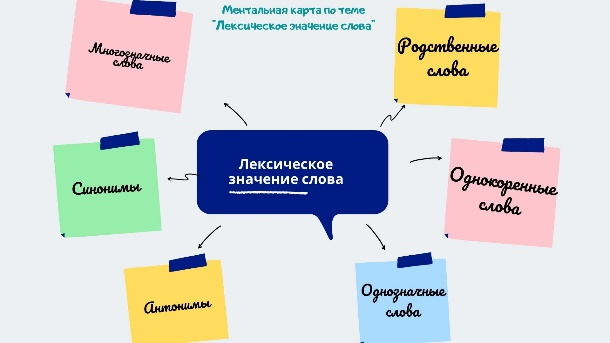 Ментальная карта по теме
"Лексическое значение слова"
Многозначные
слова
Родственные
слова
Лексическое
значение слова
Синонимы
Однокоренные
слова
Антонимы
Однозначные
слова